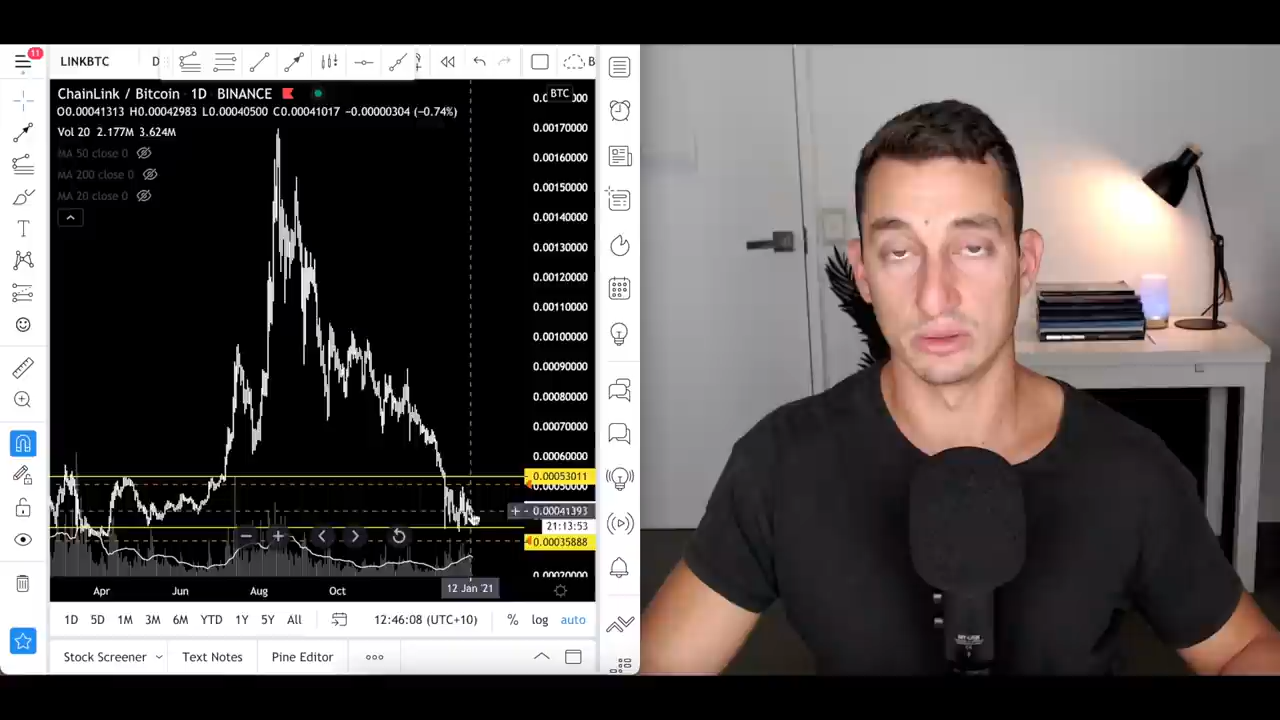 11
LINKBTC
D
B
ChainLink / Bitcoin · 1D · BINANCE
O0.00041313 H0.00042983 L0.00040500 C0.00041017 −0.00000304 (−0.74%)
Vol 20 2.177M 3.624M
MA 50 close 0
MA 200 close 0
MA 20 close 0
BTC
0.00170000
0.00160000
0.00150000
0.00140000
0.00130000
0.00120000
0.00110000
0.00100000
0.00090000
0.00080000
0.00070000
0.00060000
0.00053011
0.00041393
21:13:53
0.00035888
Apr
Jun
Aug
Oct
12 Jan '21
1D
5D
1M
3M
6M
YTD
1Y
5Y
All
12:46:08 (UTC+10)
%
log
auto
Stock Screener
Text Notes
Pine Editor